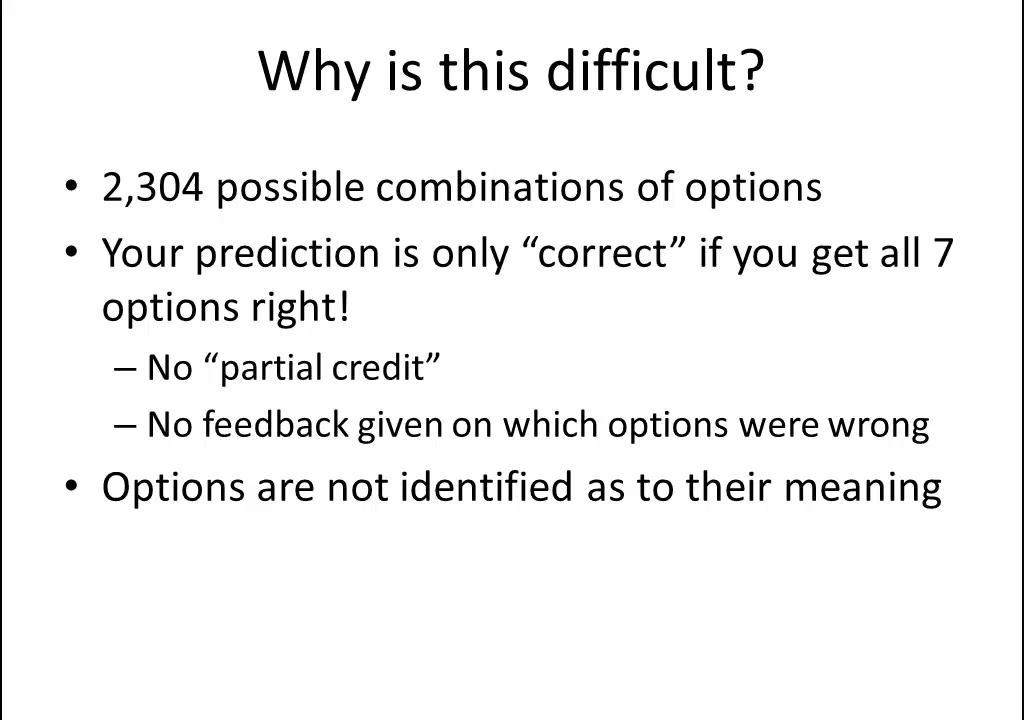 Why is this difficult?
• 2,304 possible combinations of options
• Your prediction is only “correct” if you get all 7
options right!
– No “partial credit”
– No feedback given on which options were wrong
• Options are not identified as to their meaning